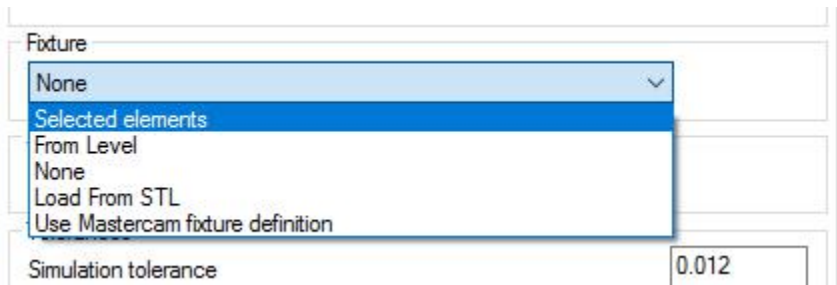 Fixture
None
Selected elements
From Level
None
Load From STL
Use Mastercam fixture definition
Simulation tolerance
0.012